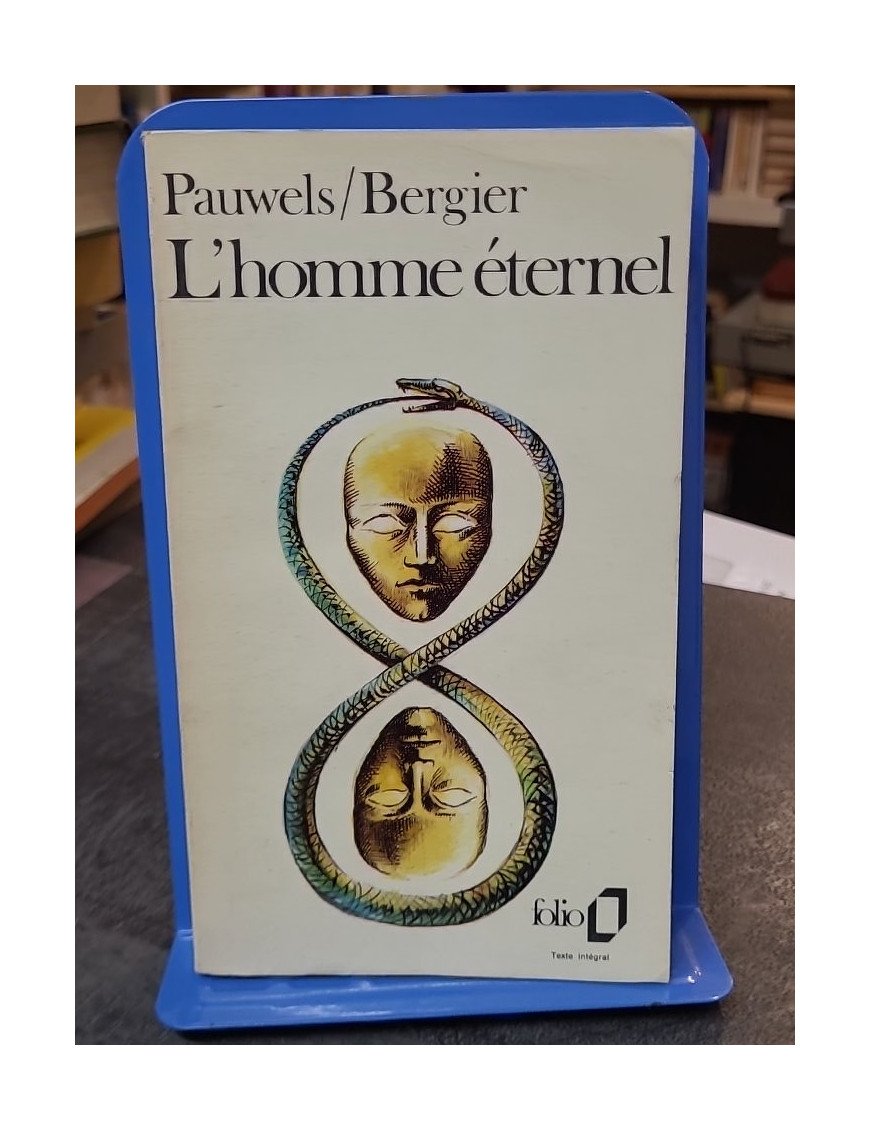 Pauwels/Bergier
L'homme éternel
folio
Texte intégral